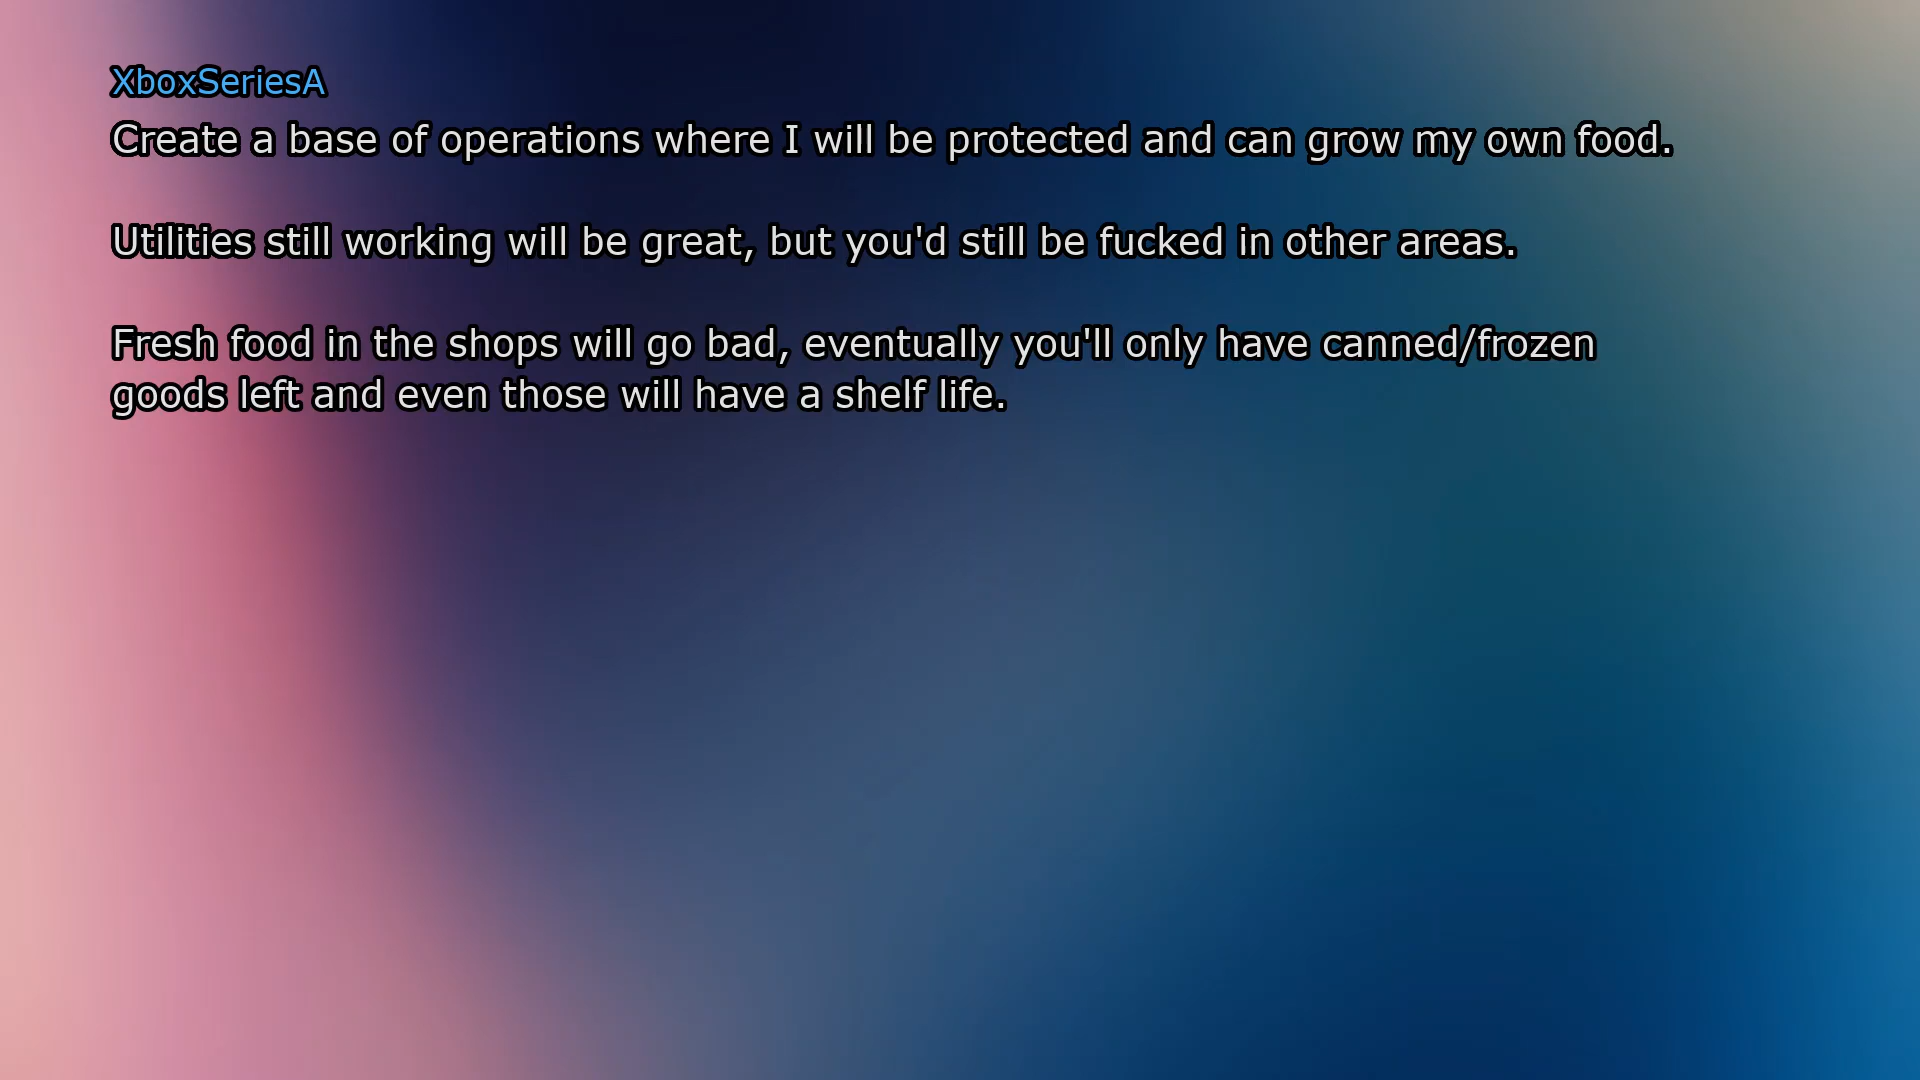 XboxSeriesA
Create a base of operations where I will be protected and can grow my own food.
Utilities still working will be great, but you'd still be fucked in other areas.
Fresh food in the shops will go bad, eventually you'll only have canned/frozen
goods left and even those will have a shelf life.